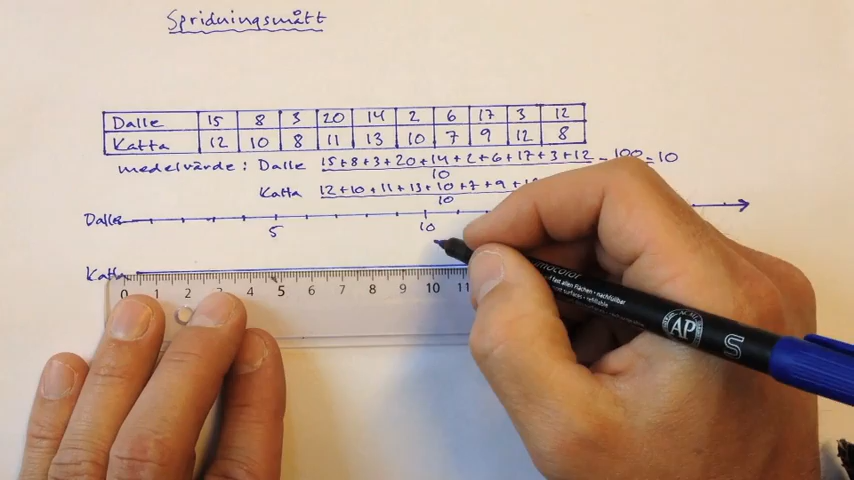 Spridningsmått
Dalle 15 8 3 20 14 2 6 17 3 12
Katta 12 10 8 11 13 10 7 9 12 8
medelvärde: Dalle 15+8+3+20+14+2+6+17+3+12 = 100 = 10
10
Katta 12+10+11+13+10+7+9+
10
Dalle
5 10
Katta
0 1 2 3 4 5 6 7 8 9 10 11
AP
S